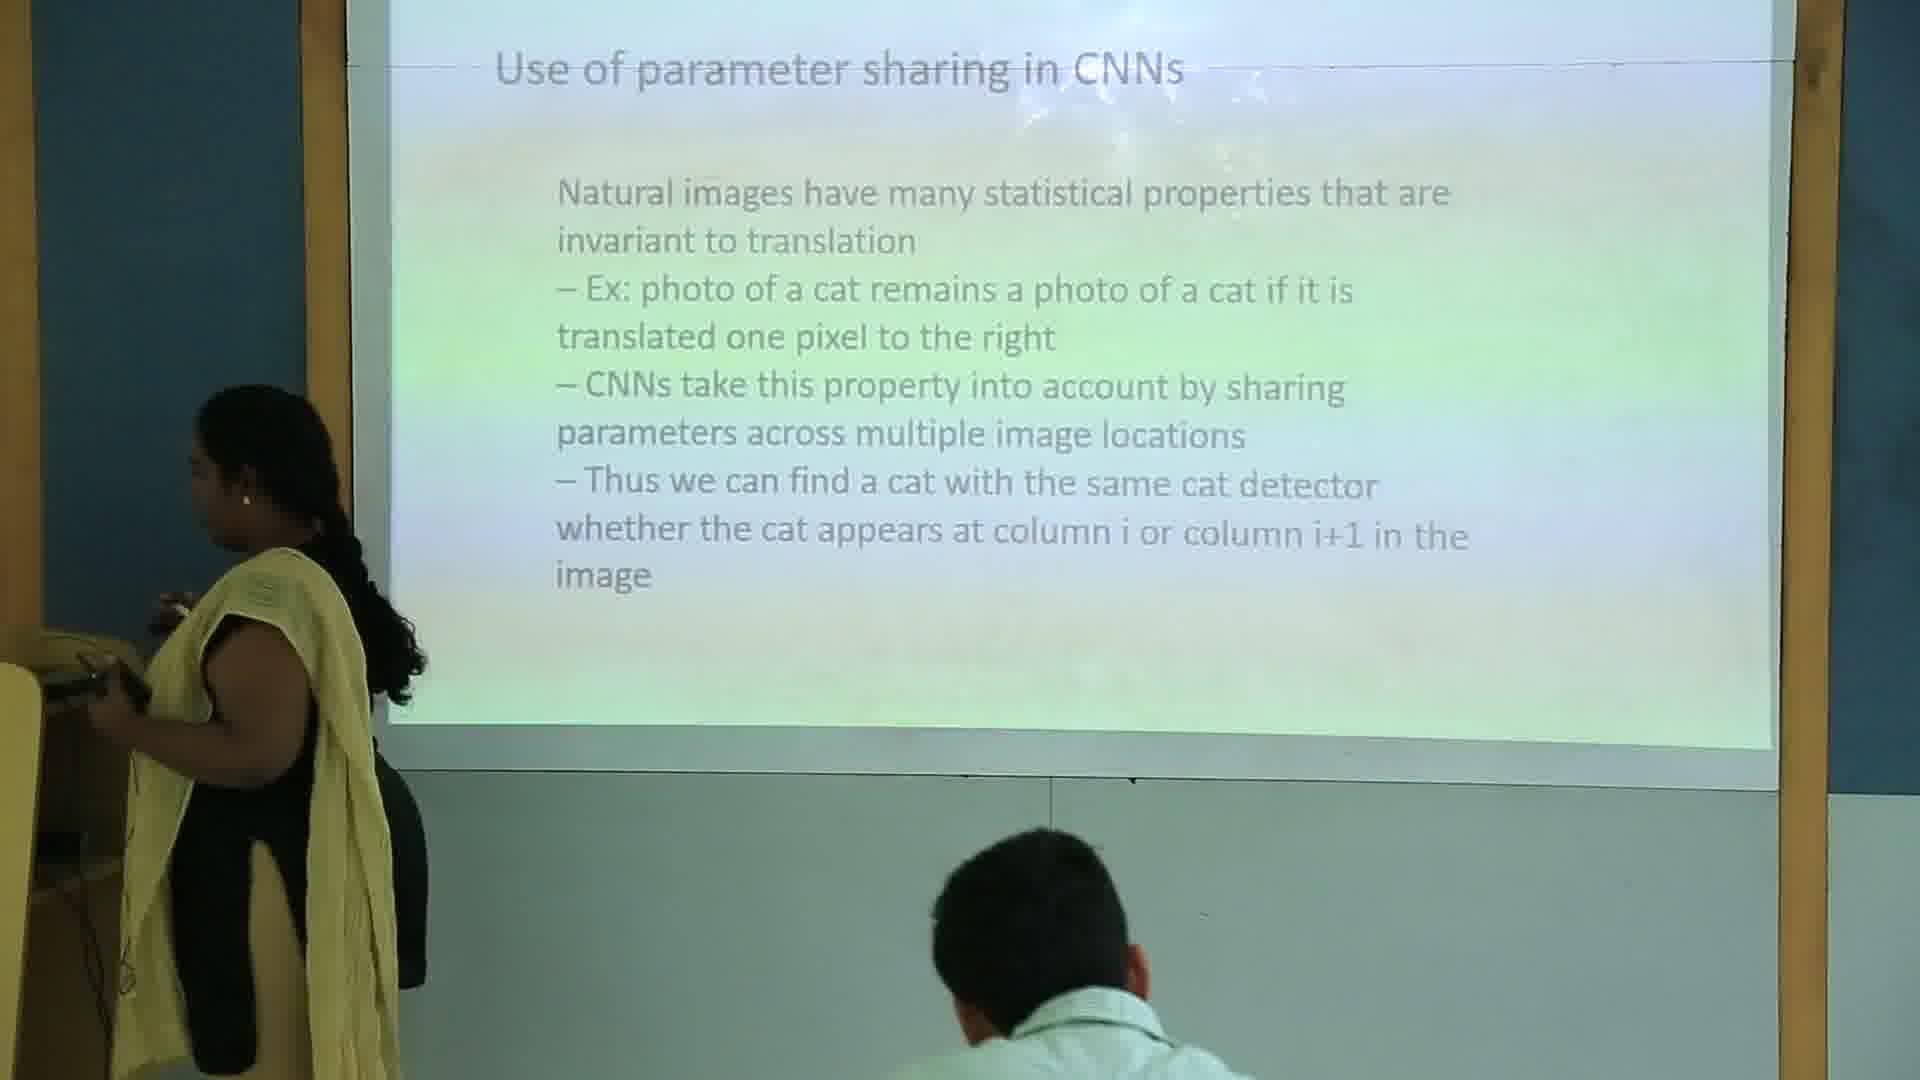 Use of parameter sharing in CNNs
Natural images have many statistical properties that are
invariant to translation
– Ex: photo of a cat remains a photo of a cat if it is
translated one pixel to the right
– CNNs take this property into account by sharing
parameters across multiple image locations
– Thus we can find a cat with the same cat detector
whether the cat appears at column i or column i+1 in the
image